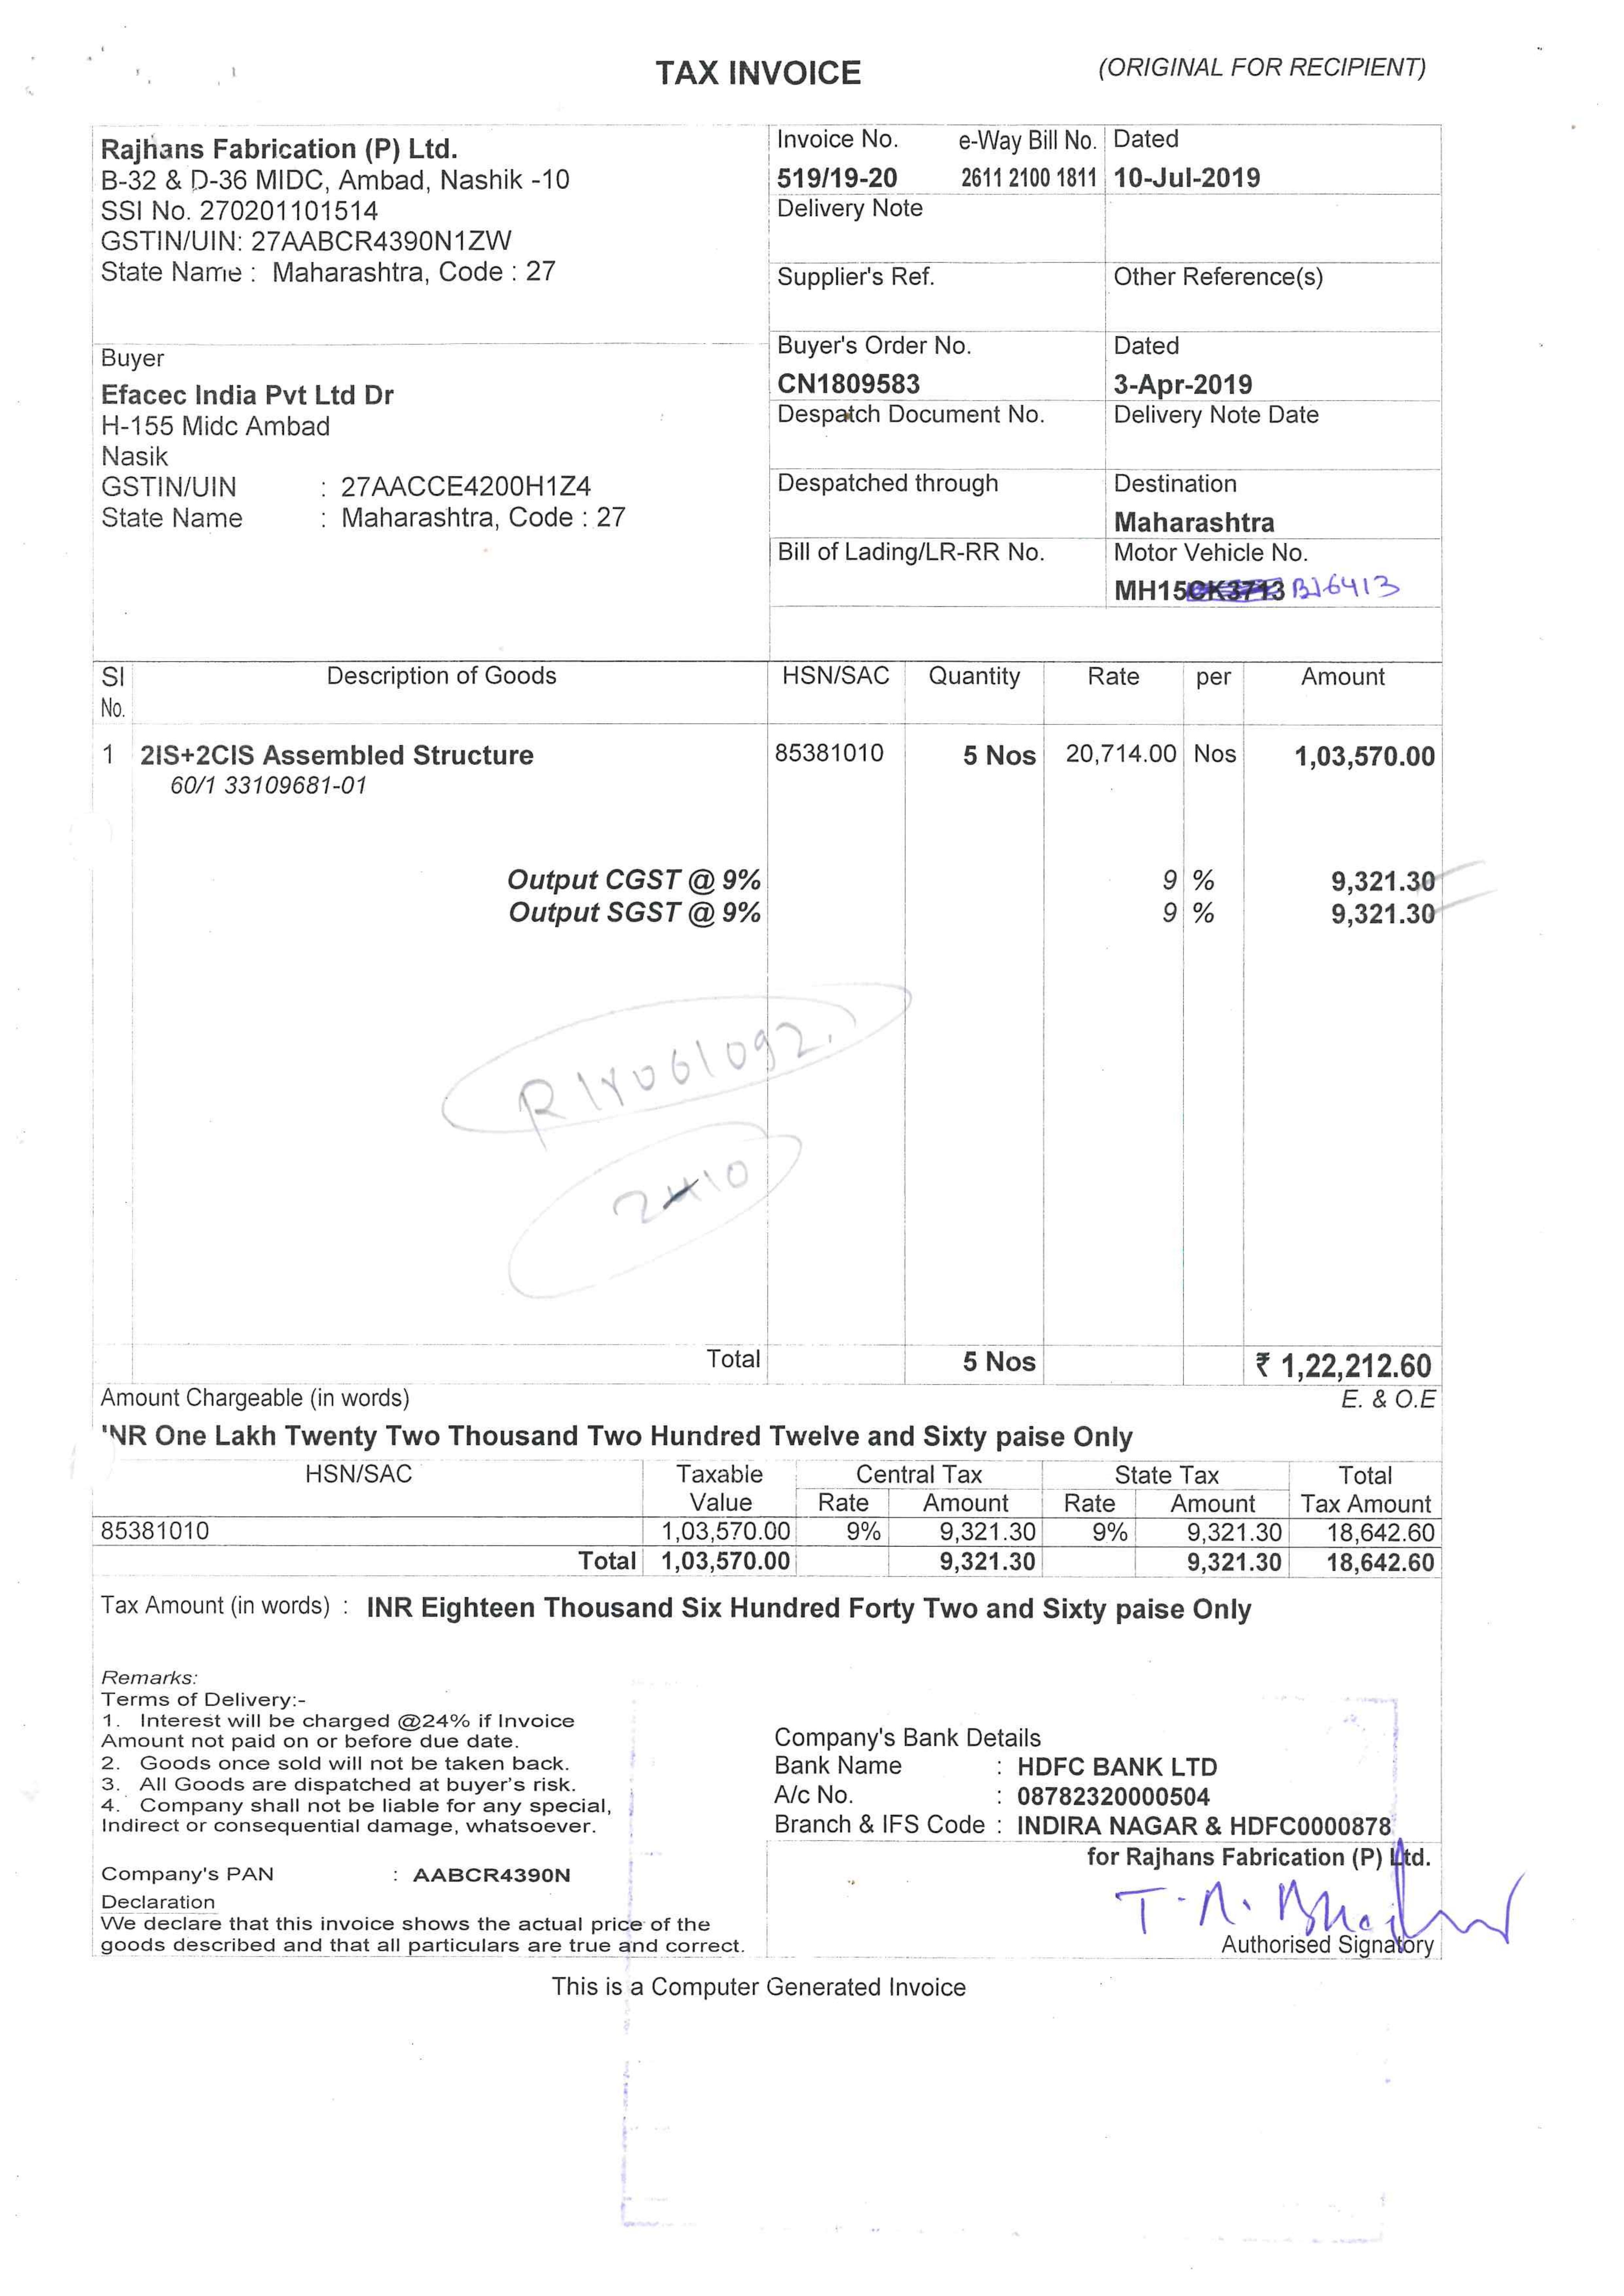 TAX INVOICE
(ORIGINAL FOR RECIPIENT)
Rajhans Fabrication (P) Ltd.
B-32 & D-36 MIDC, Ambad, Nashik -10
SSI No. 270201101514
GSTIN/UIN: 27AABCR4390N1ZW
State Name : Maharashtra, Code : 27
Invoice No. e-Way Bill No. Dated
519/19-20 2611 2100 1811 10-Jul-2019
Delivery Note
Supplier's Ref. Other Reference(s)
Buyer
Efacec India Pvt Ltd Dr
H-155 Midc Ambad
Nasik
GSTIN/UIN : 27AACCE4200H1Z4
State Name : Maharashtra, Code : 27
Buyer's Order No. Dated
CN1809583 3-Apr-2019
Despatch Document No. Delivery Note Date
Despatched through Destination
Maharashtra
Bill of Lading/LR-RR No. Motor Vehicle No.
MH15CK3713 BJ6413
Sl Description of Goods HSN/SAC Quantity Rate per Amount
No.
1 2IS+2CIS Assembled Structure 85381010 5 Nos 20,714.00 Nos 1,03,570.00
60/1 33109681-01
Output CGST @ 9% 9 % 9,321.30
Output SGST @ 9% 9 % 9,321.30
Total 5 Nos ₹ 1,22,212.60
Amount Chargeable (in words) E. & O.E
INR One Lakh Twenty Two Thousand Two Hundred Twelve and Sixty paise Only
HSN/SAC Taxable Central Tax State Tax Total
Value Rate Amount Rate Amount Tax Amount
85381010 1,03,570.00 9% 9,321.30 9% 9,321.30 18,642.60
Total 1,03,570.00 9,321.30 9,321.30 18,642.60
Tax Amount (in words) : INR Eighteen Thousand Six Hundred Forty Two and Sixty paise Only
Remarks:
Terms of Delivery:-
1. Interest will be charged @24% if Invoice
Amount not paid on or before due date.
2. Goods once sold will not be taken back.
3. All Goods are dispatched at buyer's risk.
4. Company shall not be liable for any special,
Indirect or consequential damage, whatsoever.
Company's PAN : AABCR4390N
Declaration
We declare that this invoice shows the actual price of the
goods described and that all particulars are true and correct.
Company's Bank Details
Bank Name : HDFC BANK LTD
A/c No. : 08782320000504
Branch & IFS Code : INDIRA NAGAR & HDFC0000878
for Rajhans Fabrication (P) Ltd.
Authorised Signatory
This is a Computer Generated Invoice